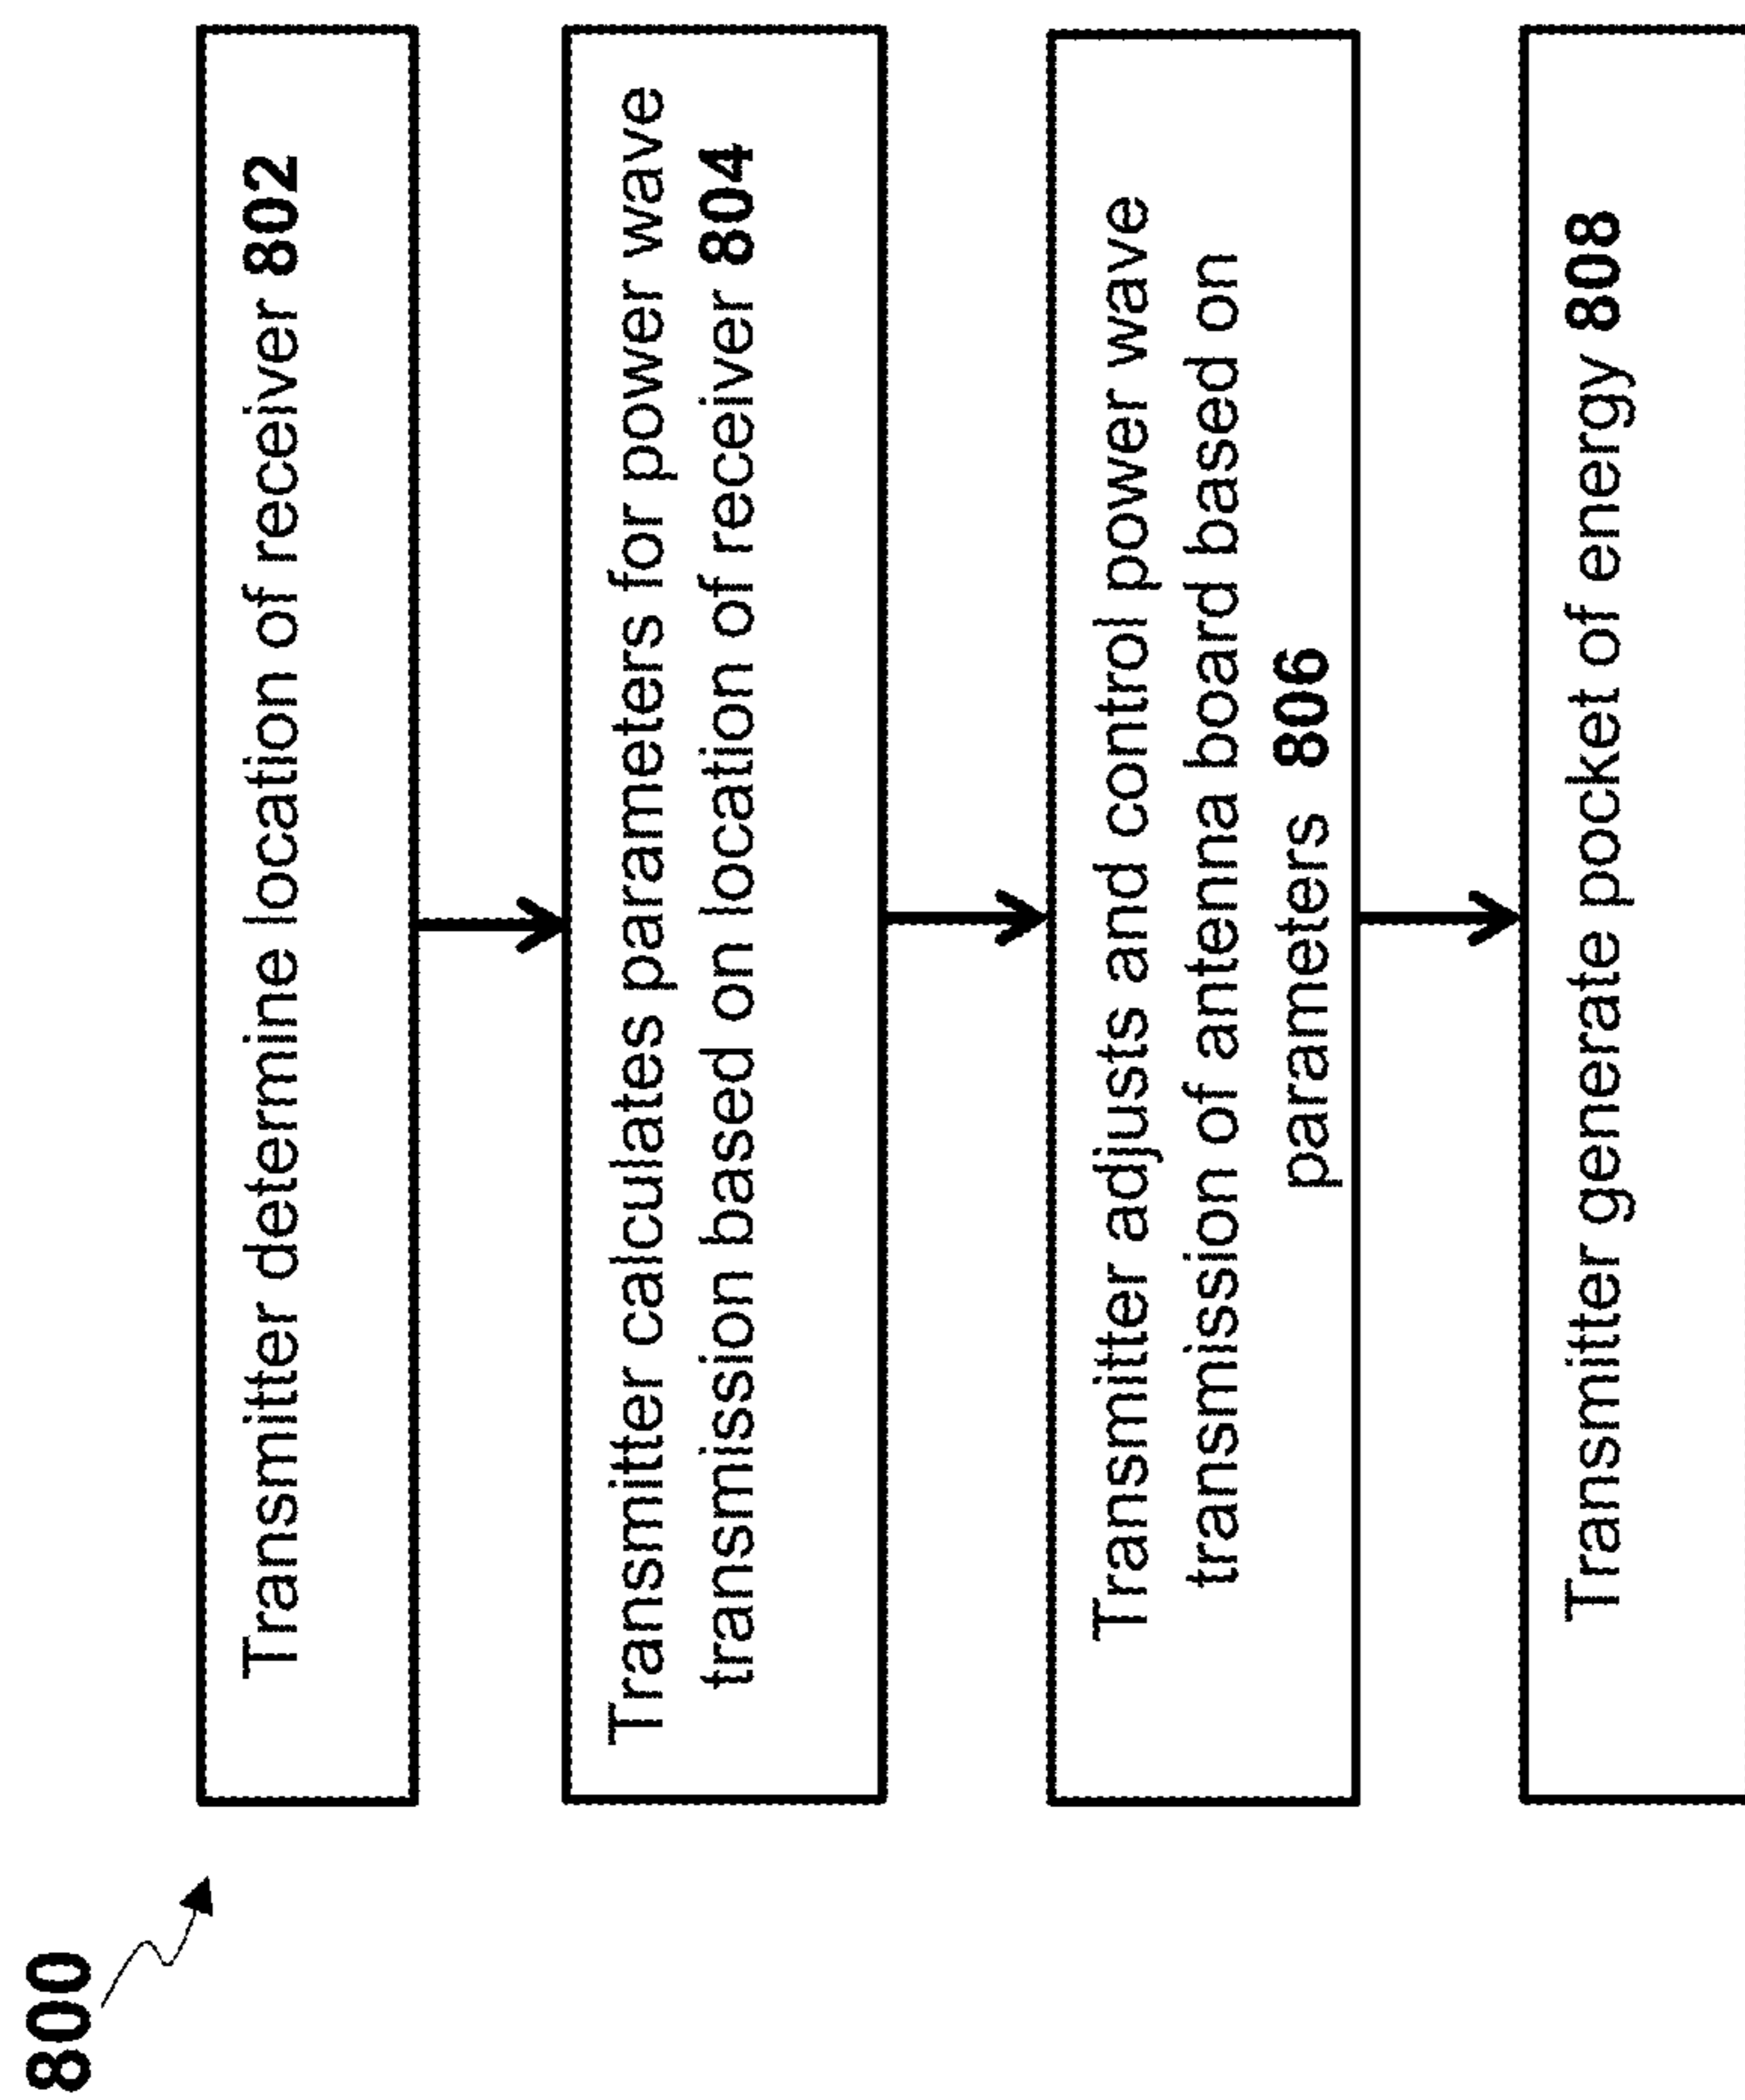 800
Transmitter determine location of receiver 802
Transmitter calculates parameters for power wave
transmission based on location of receiver 804
Transmitter adjusts and control power wave
transmission of antenna board based on
parameters 806
Transmitter generate pocket of energy 808